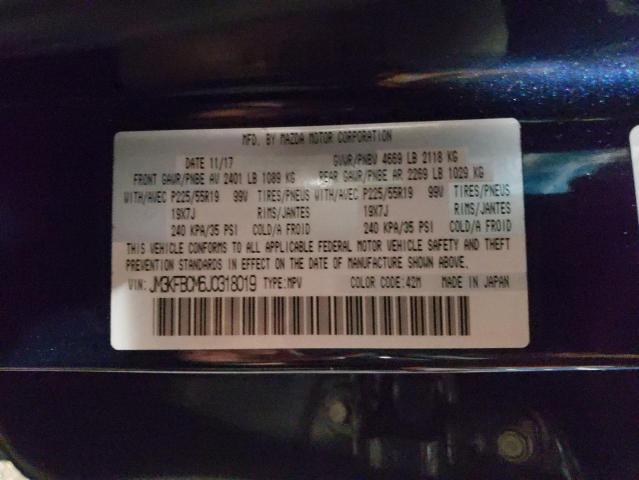 MFD. BY MAZDA MOTOR CORPORATION
DATE 11/17 GVWR/PNBV 4669 LB 2118 KG
FRONT GAWR/PNBE AV 2401 LB 1089 KG REAR GAWR/PNBE AR 2269 LB 1029 KG
WITH/AVEC P225/55R19 99V TIRES/PNEUS WITH/AVEC P225/55R19 99V TIRES/PNEUS
19X7J RIMS/JANTES 19X7J RIMS/JANTES
240 KPA/35 PSI COLD/A FROID 240 KPA/35 PSI COLD/A FROID
THIS VEHICLE CONFORMS TO ALL APPLICABLE FEDERAL MOTOR VEHICLE SAFETY AND THEFT
PREVENTION STANDARDS IN EFFECT ON THE DATE OF MANUFACTURE SHOWN ABOVE.
VIN: JM3KFBCM6J0318019 TYPE:MPV COLOR CODE:42M MADE IN JAPAN